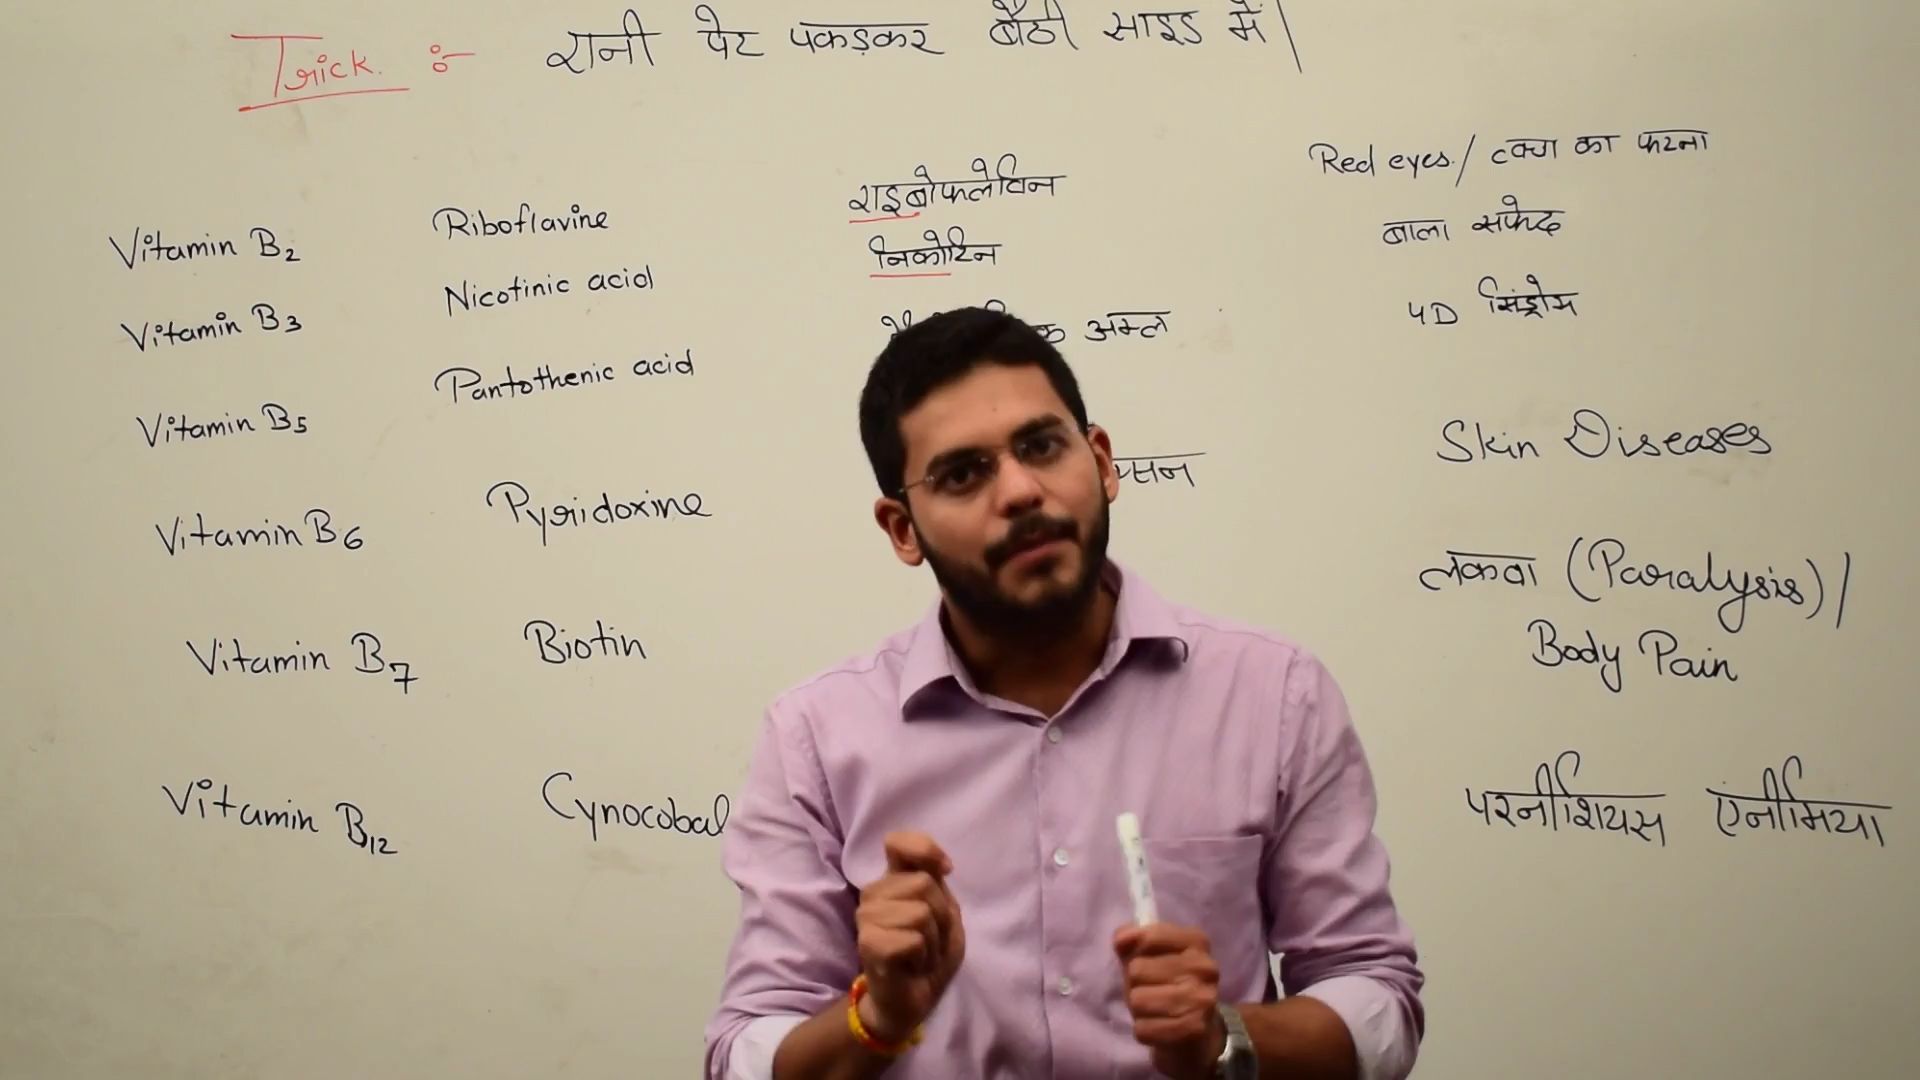 Trick :- रानी पेट पकड़कर बैठी साइड में|
Vitamin B2 Riboflavine राइबोफ्लेविन Red eyes / त्वचा का फटना
Vitamin B3 Nicotinic acid निकोटिन बाला सफेद
Vitamin B5 Pantothenic acid अम्ल 4D सिंड्रोम
Vitamin B6 Pyridoxine Skin Diseases
Vitamin B7 Biotin लकवा (Paralysis) /
Body Pain
Vitamin B12 Cynocobal परनीशियस एनीमिया